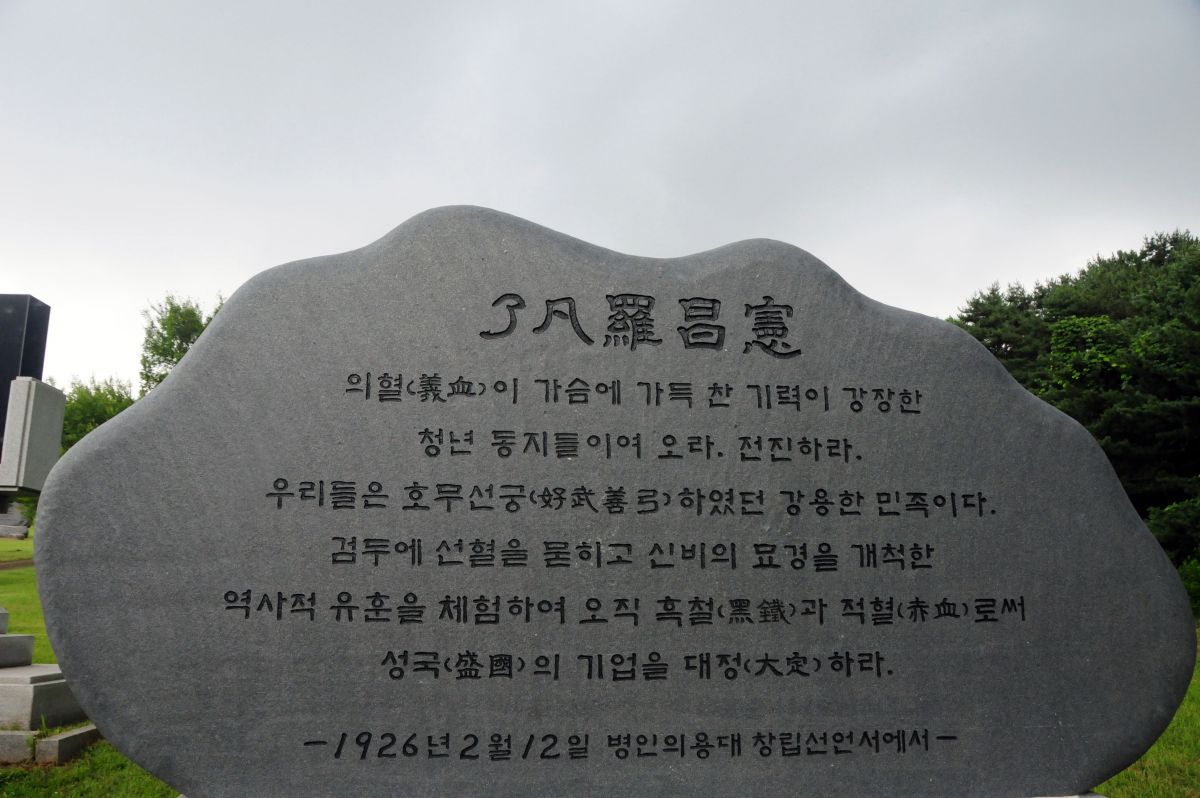 了凡羅昌憲
의혈(義血)이 가슴에 가득 찬 기력이 강장한
청년 동지들이여 오라. 전진하라.
우리들은 호무선궁(好武善弓)하였던 강용한 민족이다.
검두에 선혈을 묻히고 신비의 묘경을 개척한
역사적 유훈을 체험하여 오직 흑철(黑鐵)과 적혈(赤血)로써
성국(盛國)의 기업을 대정(大定)하라.
-1926년 2월 12일 병인의용대 창립선언서에서-